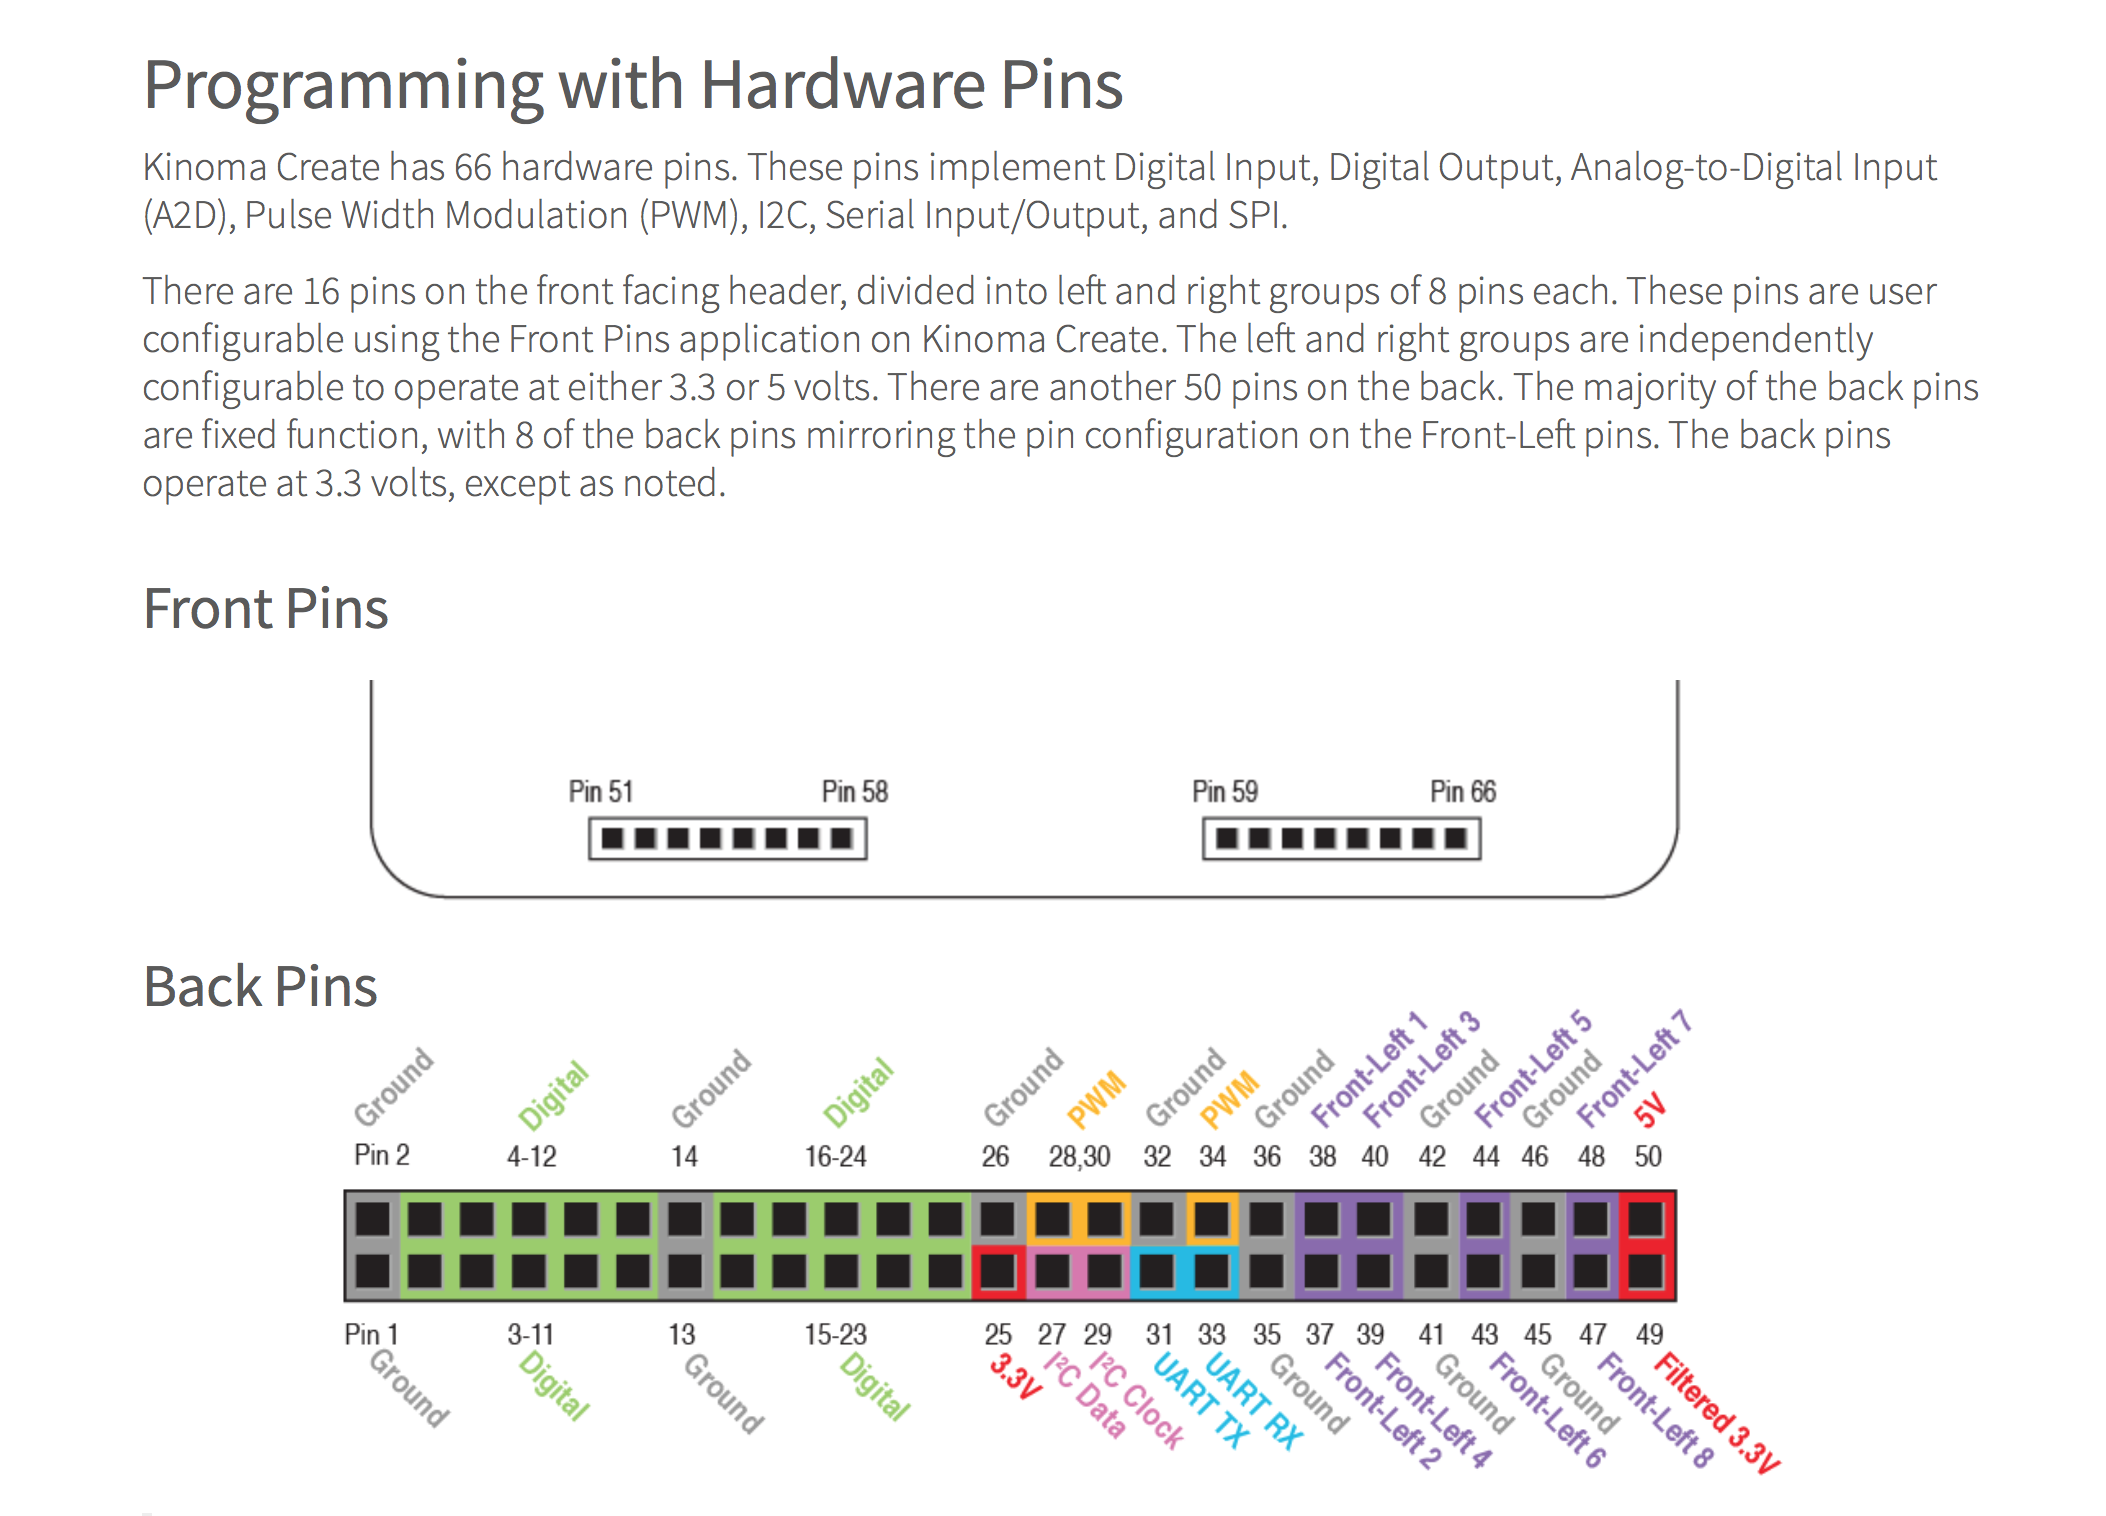 Programming with Hardware Pins
Kinoma Create has 66 hardware pins. These pins implement Digital Input, Digital Output, Analog-to-Digital Input
(A2D), Pulse Width Modulation (PWM), I2C, Serial Input/Output, and SPI.
There are 16 pins on the front facing header, divided into left and right groups of 8 pins each. These pins are user
configurable using the Front Pins application on Kinoma Create. The left and right groups are independently
configurable to operate at either 3.3 or 5 volts. There are another 50 pins on the back. The majority of the back pins
are fixed function, with 8 of the back pins mirroring the pin configuration on the Front-Left pins. The back pins
operate at 3.3 volts, except as noted.
Front Pins
Pin 51 Pin 58 Pin 59 Pin 66
Back Pins
Ground Digital Ground Digital Ground PWM Ground PWM Ground Front-Left 1 Front-Left 3 Ground Front-Left 5 Ground Front-Left 7 5V
Pin 2 4-12 14 16-24 26 28,30 32 34 36 38 40 42 44 46 48 50
Pin 1 3-11 13 15-23 25 27 29 31 33 35 37 39 41 43 45 47 49
Ground Digital Ground Digital 3.3V I²C Data I²C Clock UART TX UART RX Ground Front-Left 2 Front-Left 4 Ground Front-Left 6 Ground Front-Left 8 Filtered 3.3V